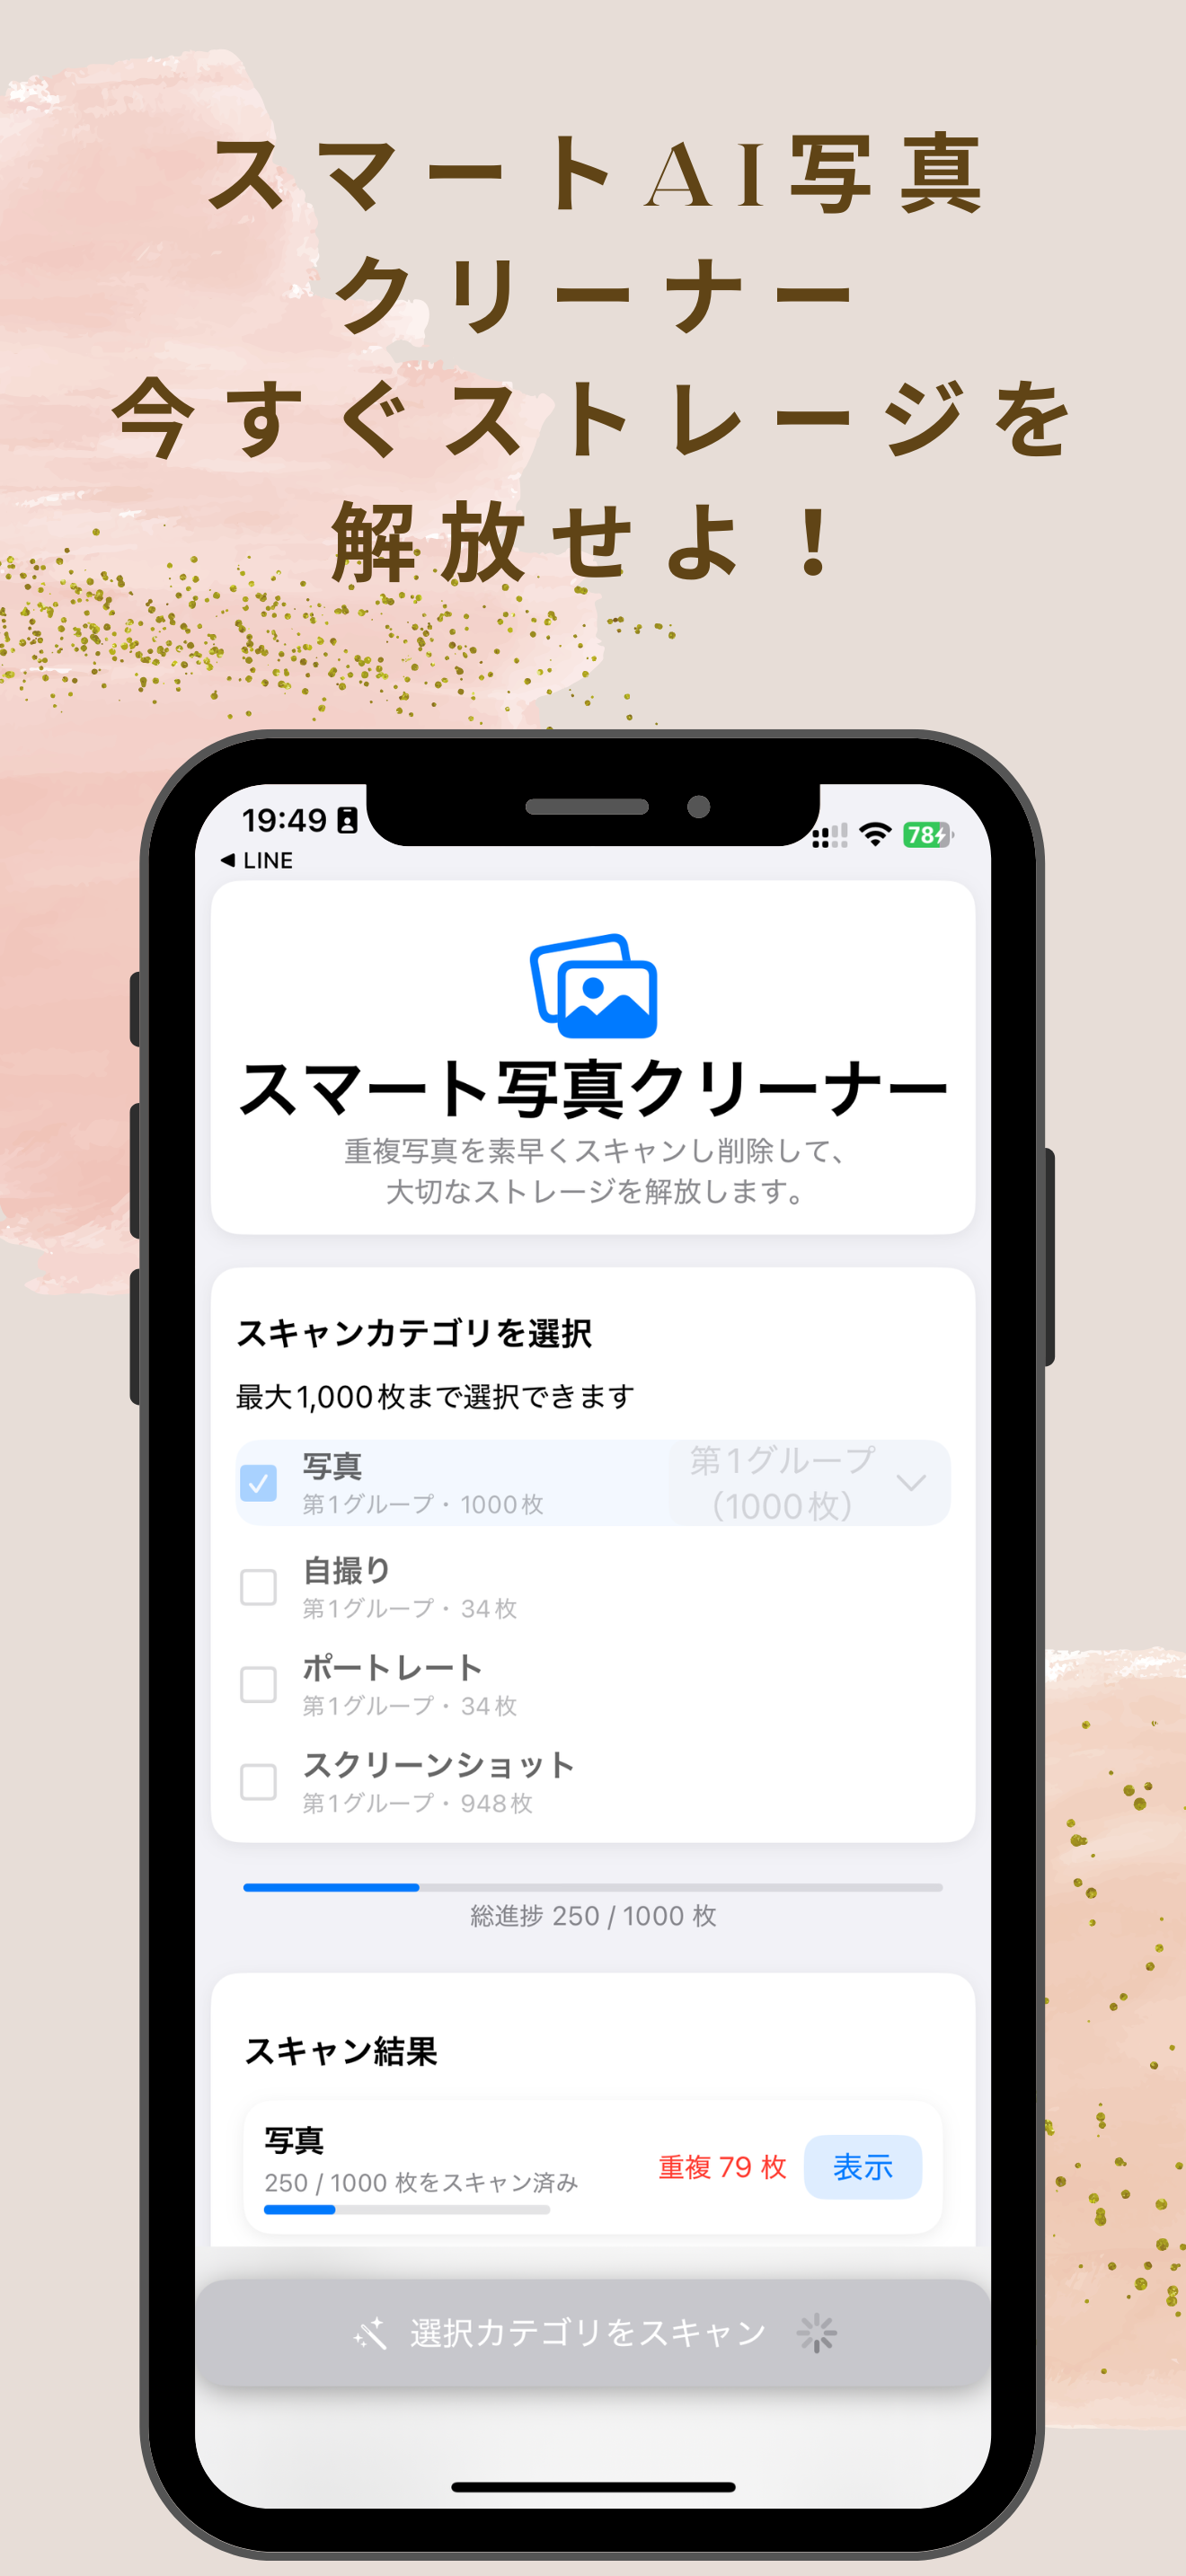 スマートAI写真
クリーナー
今すぐストレージを
解放せよ！
19:49
78
◀ LINE
スマート写真クリーナー
重複写真を素早くスキャンし削除して、
大切なストレージを解放します。
スキャンカテゴリを選択
最大1,000枚まで選択できます
写真
第1グループ・1000枚
第1グループ
（1000枚）
自撮り
第1グループ・34枚
ポートレート
第1グループ・34枚
スクリーンショット
第1グループ・948枚
総進捗 250 / 1000 枚
スキャン結果
写真
250 / 1000 枚をスキャン済み
重複 79 枚
表示
選択カテゴリをスキャン